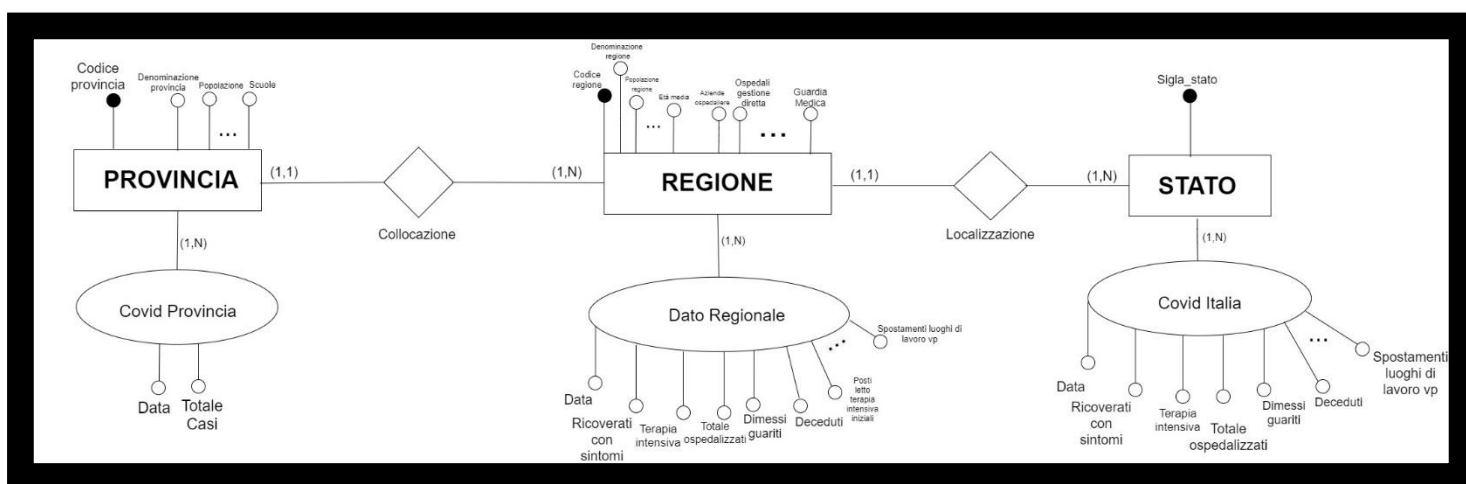 Codice
provincia
Denominazione
provincia
Popolazione
Scuole
...
PROVINCIA
(1,1)
(1,N)
Covid Provincia
Data
Totale
Casi
Collocazione
(1,N)
Codice
regione
Denominazione
regione
Popolazione
regione
...
Età media
Aziende
ospedaliere
Ospedali
gestione
diretta
...
Guardia
Medica
REGIONE
(1,1)
(1,N)
Dato Regionale
Data
Ricoverati
con
sintomi
Terapia
intensiva
Totale
ospedalizzati
Dimessi
guariti
Deceduti
Posti
letto
terapia
intensiva
iniziali
...
Spostamenti luoghi di
lavoro vp
Localizzazione
(1,N)
Sigla_stato
STATO
(1,N)
Covid Italia
Data
Ricoverati
con
sintomi
Terapia
intensiva
Totale
ospedalizzati
Dimessi
guariti
Deceduti
...
Spostamenti
luoghi di
lavoro vp